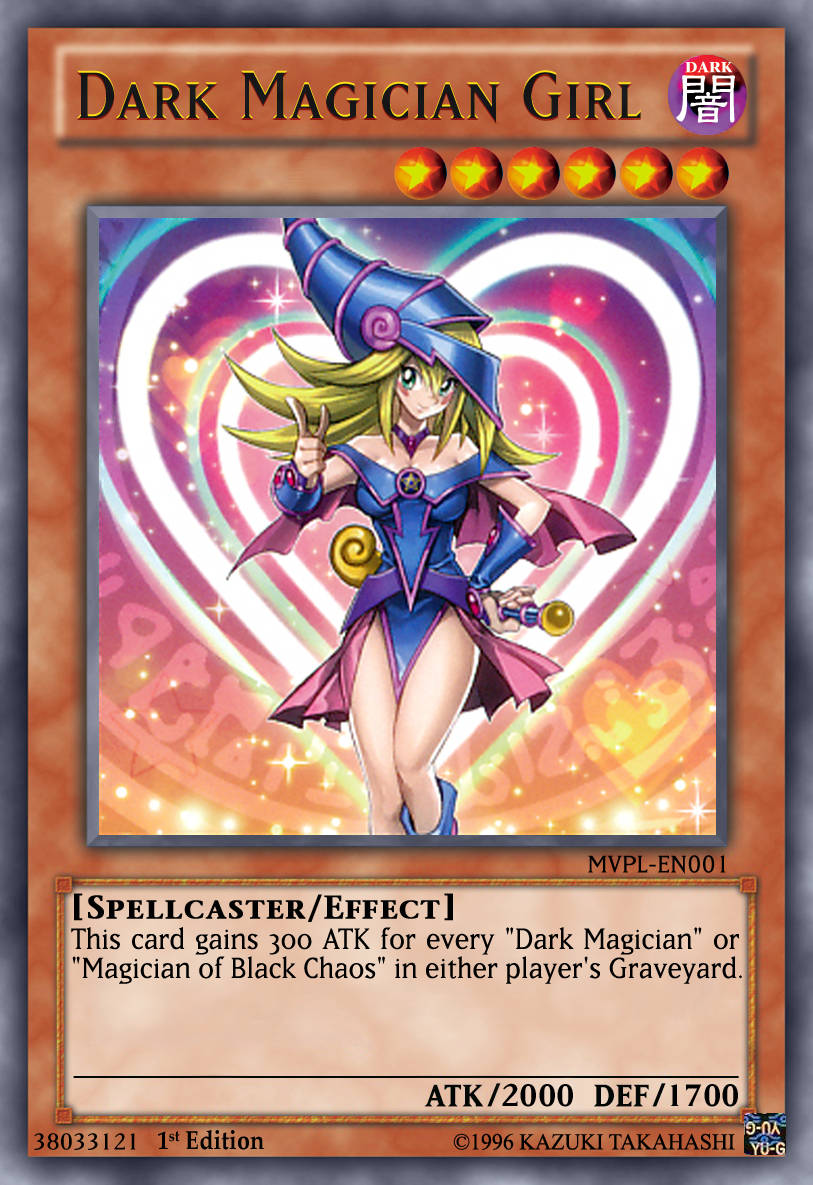 DARK MAGICIAN GIRL
DARK
闇
MVPL-EN001
[SPELLCASTER/EFFECT]
This card gains 300 ATK for every "Dark Magician" or
"Magician of Black Chaos" in either player's Graveyard.
ATK/2000 DEF/1700
38033121 1st Edition ©1996 KAZUKI TAKAHASHI